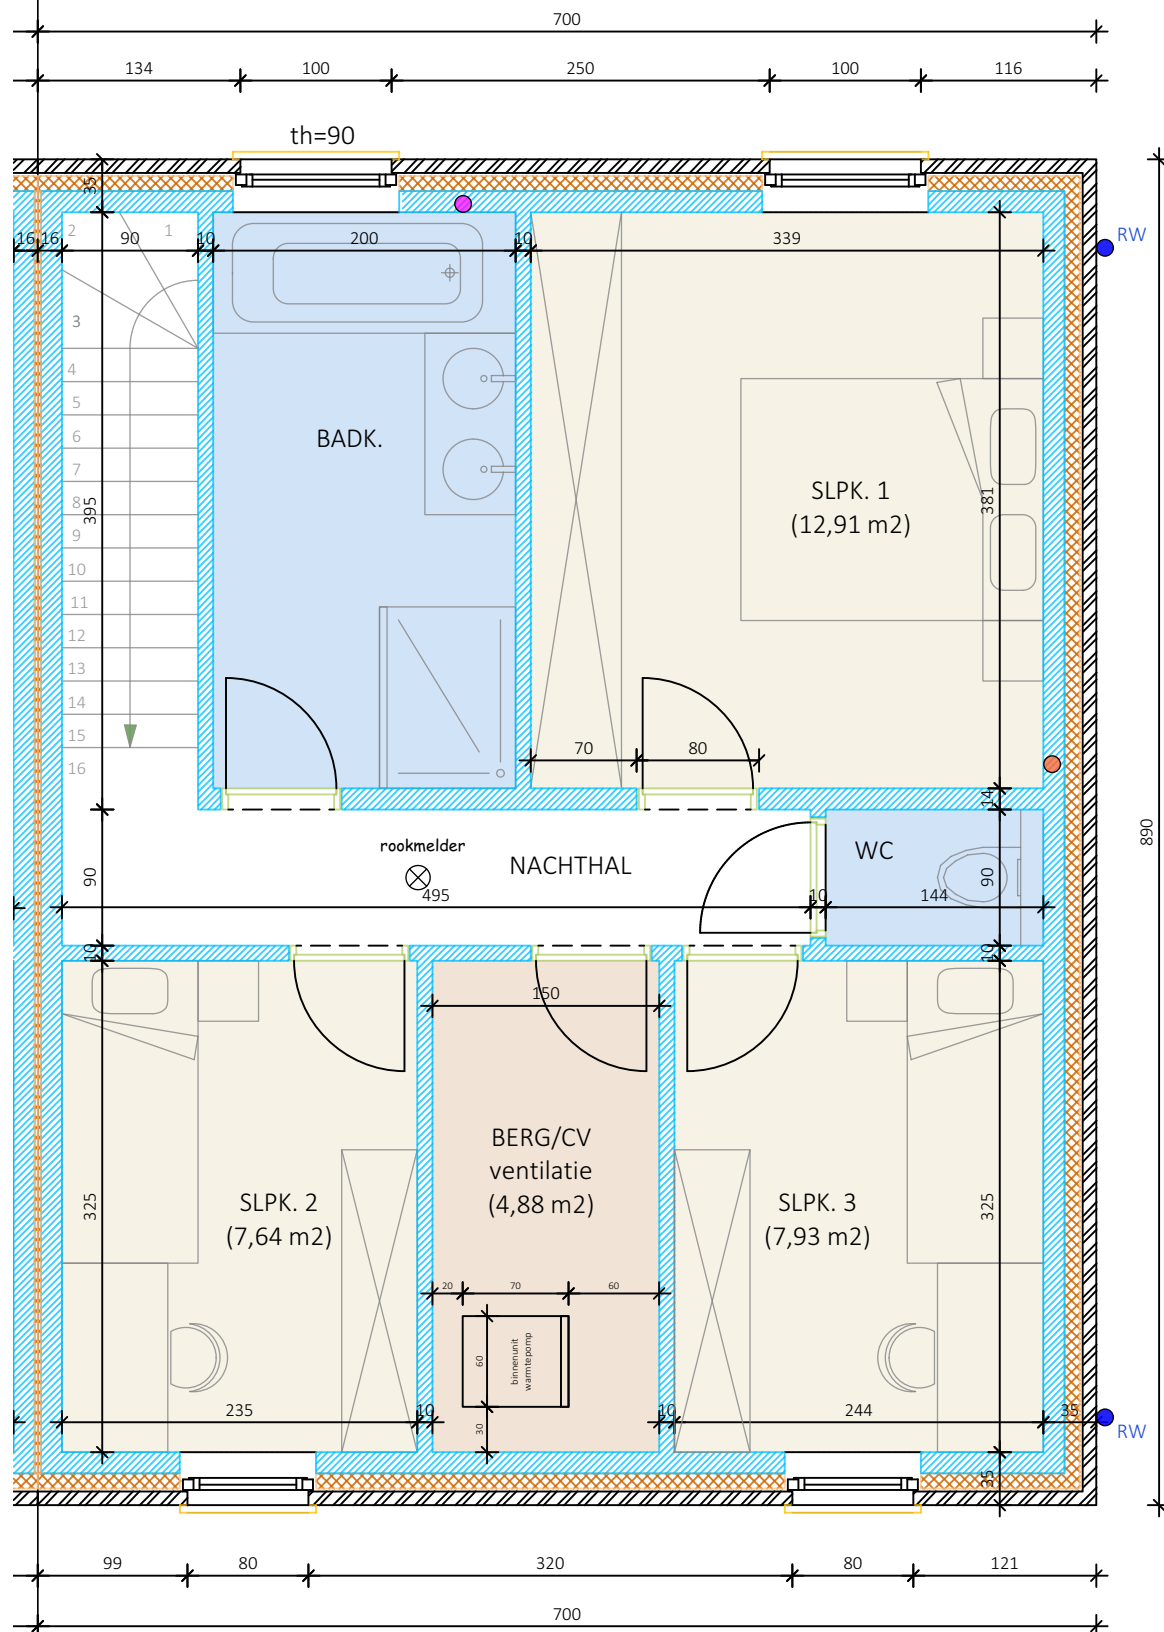 700
134 100 250 100 116
th=90
35
RW
2 1
16 16 90 10 200 10 339
3
4
5
6
7
8
9
10
11
12
13
14
15
16
395
BADK.
SLPK. 1
(12,91 m2)
381
70 80
14
890
rookmelder
NACHTHAL
WC
90
90
495 10 144
10
10
150
BERG/CV
ventilatie
(4,88 m2)
SLPK. 2
(7,64 m2)
SLPK. 3
(7,93 m2)
325
325
20 70 60
60
binnenunit
warmtepomp
30
235 10 10 244 35
RW
35
99 80 320 80 121
700